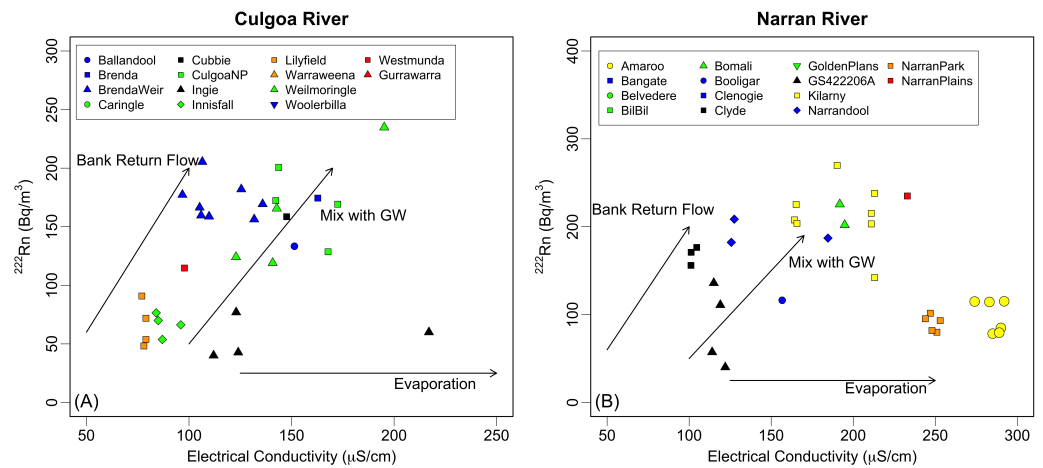 Culgoa River
Ballandool
Brenda
BrendaWeir
Caringle
Cubbie
CulgoaNP
Ingie
Innisfall
Lilyfield
Warraweena
Weilmoringle
Woolerbilla
Westmunda
Gurrawarra
Bank Return Flow
Mix with GW
Evaporation
(A)
222Rn (Bq/m3)
300
250
200
150
100
50
0
50 100 150 200 250
Electrical Conductivity (μS/cm)
Narran River
Amaroo
Bangate
Belvedere
BilBil
Bomali
Booligar
Clenogie
Clyde
GoldenPlans
GS422206A
Kilarny
Narrandool
NarranPark
NarranPlains
Bank Return Flow
Mix with GW
Evaporation
(B)
222Rn (Bq/m3)
400
300
200
100
0
50 100 150 200 250 300
Electrical Conductivity (μS/cm)